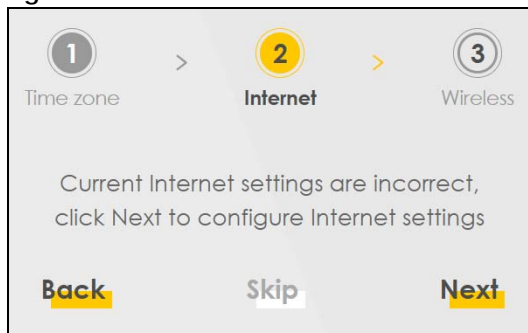 1 > 2 > 3
Time zone Internet Wireless
Current Internet settings are incorrect,
click Next to configure Internet settings
Back Skip Next